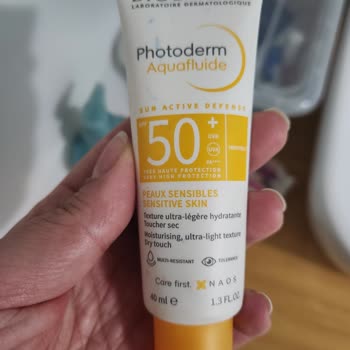 LABORATOIRE DERMATOLOGIQUE
Photoderm
Aquafluide
SUN ACTIVE DEFENSE
SPF 50+
UVB
UVA
TRES HAUTE PROTECTION
VERY HIGH PROTECTION
PEAUX SENSIBLES
SENSITIVE SKIN
Texture ultra-légère hydratante
Toucher sec
Moisturising, ultra-light texture
Dry touch
MULTI-RESISTANT
Care first.
NAOS
40 ml e
1.3 FL.OZ.